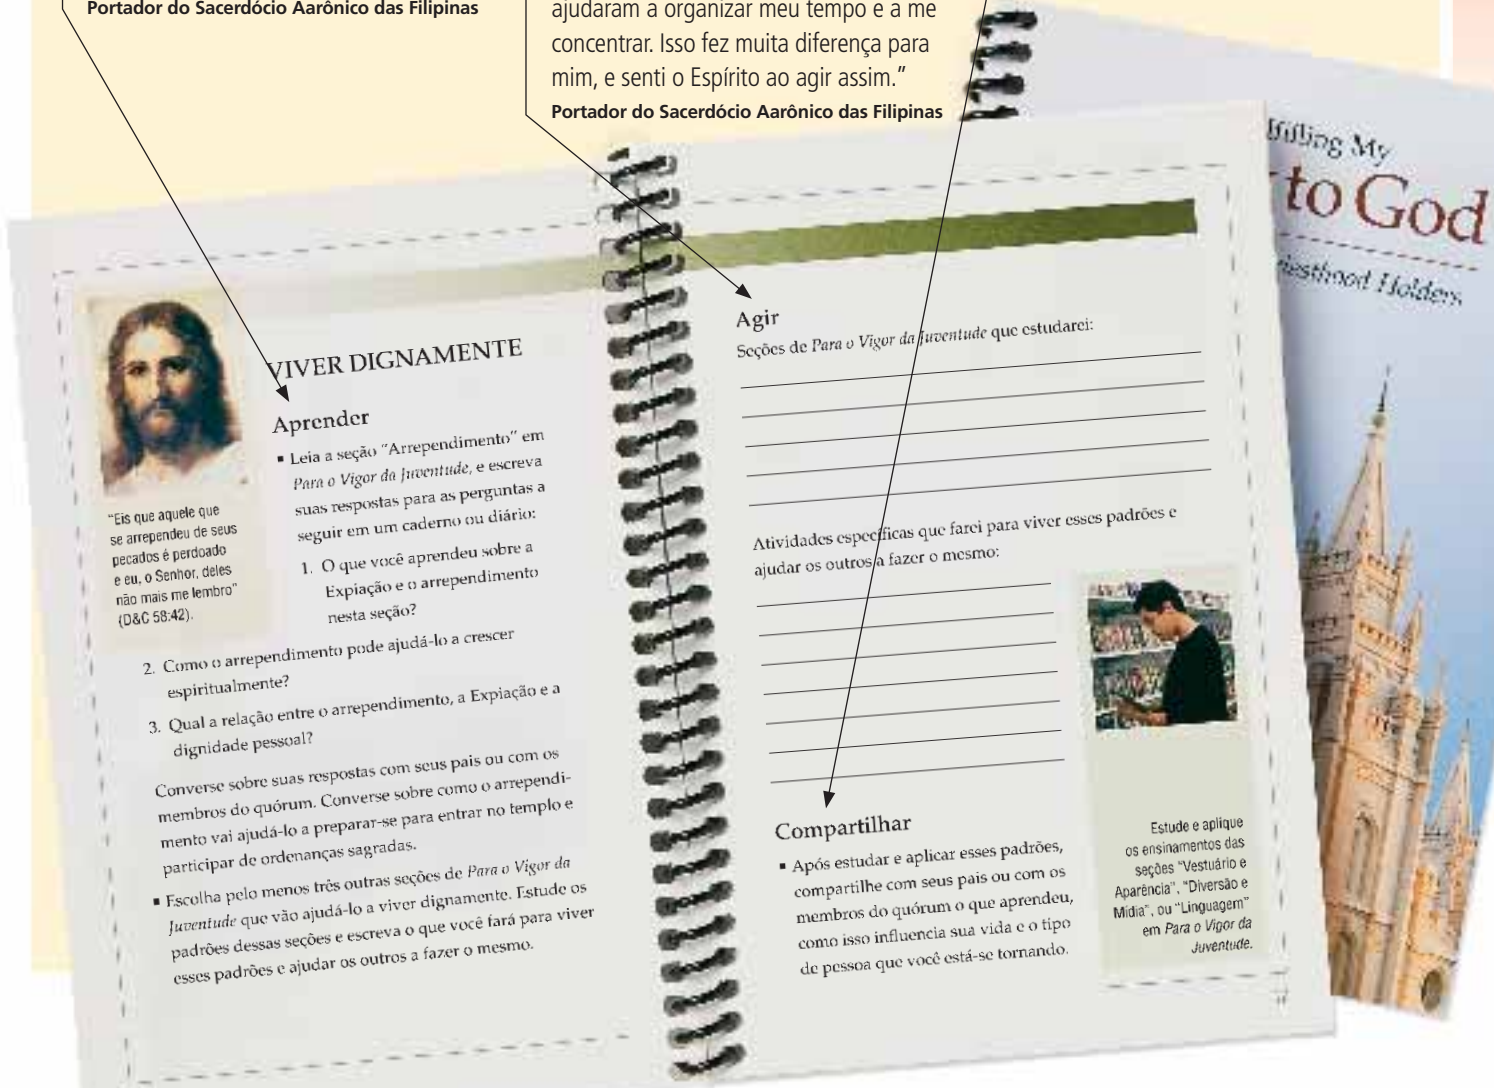 Portador do Sacerdócio Aarônico das Filipinas
ajudaram a organizar meu tempo e a me
concentrar. Isso fez muita diferença para
mim, e senti o Espírito ao agir assim.”
Portador do Sacerdócio Aarônico das Filipinas
VIVER DIGNAMENTE
Aprender
▪ Leia a seção "Arrependimento" em
Para o Vigor da Juventude, e escreva
suas respostas para as perguntas a
seguir em um caderno ou diário:
1. O que você aprendeu sobre a
Expiação e o arrependimento
nesta seção?
"Eis que aquele que
se arrependeu de seus
pecados é perdoado
e eu, o Senhor, deles
não mais me lembro"
(D&C 58:42).
2. Como o arrependimento pode ajudá-lo a crescer
espiritualmente?
3. Qual a relação entre o arrependimento, a Expiação e a
dignidade pessoal?
Converse sobre suas respostas com seus pais ou com os
membros do quórum. Converse sobre como o arrependi-
mento vai ajudá-lo a preparar-se para entrar no templo e
participar de ordenanças sagradas.
▪ Escolha pelo menos três outras seções de Para o Vigor da
Juventude que vão ajudá-lo a viver dignamente. Estude os
padrões dessas seções e escreva o que você fará para viver
esses padrões e ajudar os outros a fazer o mesmo.
Agir
Seções de Para o Vigor da Juventude que estudarei:
Atividades específicas que farei para viver esses padrões e
ajudar os outros a fazer o mesmo:
Compartilhar
▪ Após estudar e aplicar esses padrões,
compartilhe com seus pais ou com os
membros do quórum o que aprendeu,
como isso influencia sua vida e o tipo
de pessoa que você está-se tornando.
Estude e aplique
os ensinamentos das
seções "Vestuário e
Aparência", "Diversão e
Mídia", ou "Linguagem"
em Para o Vigor da
Juventude.
My
to God
Holders